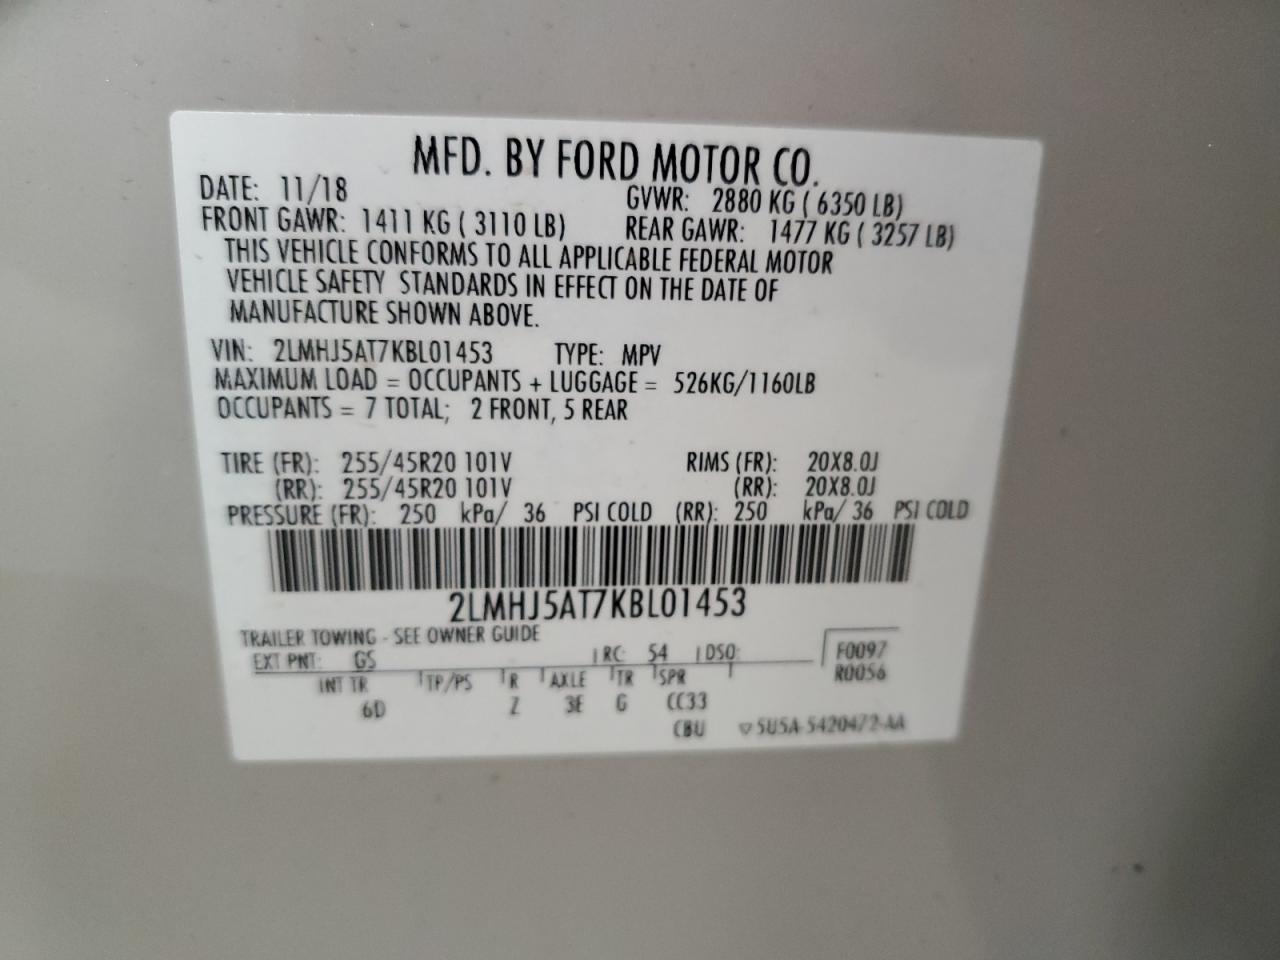 MFD. BY FORD MOTOR CO.
DATE: 11/18 GVWR: 2880 KG ( 6350 LB)
FRONT GAWR: 1411 KG ( 3110 LB) REAR GAWR: 1477 KG ( 3257 LB)
THIS VEHICLE CONFORMS TO ALL APPLICABLE FEDERAL MOTOR
VEHICLE SAFETY STANDARDS IN EFFECT ON THE DATE OF
MANUFACTURE SHOWN ABOVE.
VIN: 2LMHJ5AT7KBL01453 TYPE: MPV
MAXIMUM LOAD = OCCUPANTS + LUGGAGE = 526KG/1160LB
OCCUPANTS = 7 TOTAL; 2 FRONT, 5 REAR
TIRE (FR): 255/45R20 101V RIMS (FR): 20X8.0J
(RR): 255/45R20 101V (RR): 20X8.0J
PRESSURE (FR): 250 kPa/ 36 PSI COLD (RR): 250 kPa/ 36 PSI COLD
2LMHJ5AT7KBL01453
TRAILER TOWING - SEE OWNER GUIDE
EXT PNT: GS RC: 54 DSO: F0097
R0056
INT TR TP/PS R AXLE TR SPR
6D Z 3E G CC33
CBU ▽ 5U5A-5420472-AA